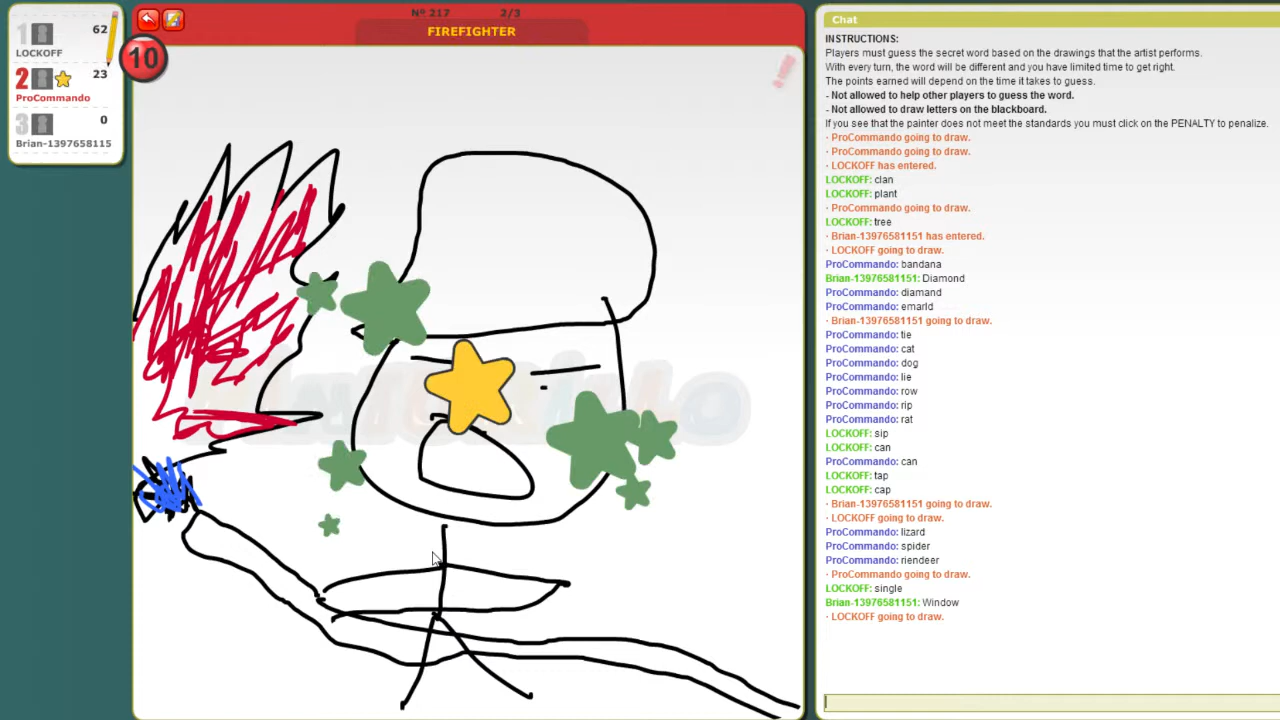 Nº 217 2/3
FIREFIGHTER
1 62
LOCKOFF
2 23
ProCommando
3 0
Brian-1397658115
10
!
Chat
INSTRUCTIONS:
Players must guess the secret word based on the drawings that the artist performs.
With every turn, the word will be different and you have limited time to get right.
The points earned will depend on the time it takes to guess.
- Not allowed to help other players to guess the word.
- Not allowed to draw letters on the blackboard.
If you see that the painter does not meet the standards you must click on the PENALTY to penalize.
· ProCommando going to draw.
· ProCommando going to draw.
· LOCKOFF has entered.
LOCKOFF: clan
LOCKOFF: plant
· ProCommando going to draw.
LOCKOFF: tree
· Brian-13976581151 has entered.
· LOCKOFF going to draw.
ProCommando: bandana
Brian-13976581151: Diamond
ProCommando: diamand
ProCommando: emarld
· Brian-13976581151 going to draw.
ProCommando: tie
ProCommando: cat
ProCommando: dog
ProCommando: lie
ProCommando: row
ProCommando: rip
ProCommando: rat
LOCKOFF: sip
LOCKOFF: can
ProCommando: can
LOCKOFF: tap
LOCKOFF: cap
· Brian-13976581151 going to draw.
· LOCKOFF going to draw.
ProCommando: lizard
ProCommando: spider
ProCommando: riendeer
· ProCommando going to draw.
LOCKOFF: single
Brian-13976581151: Window
· LOCKOFF going to draw.